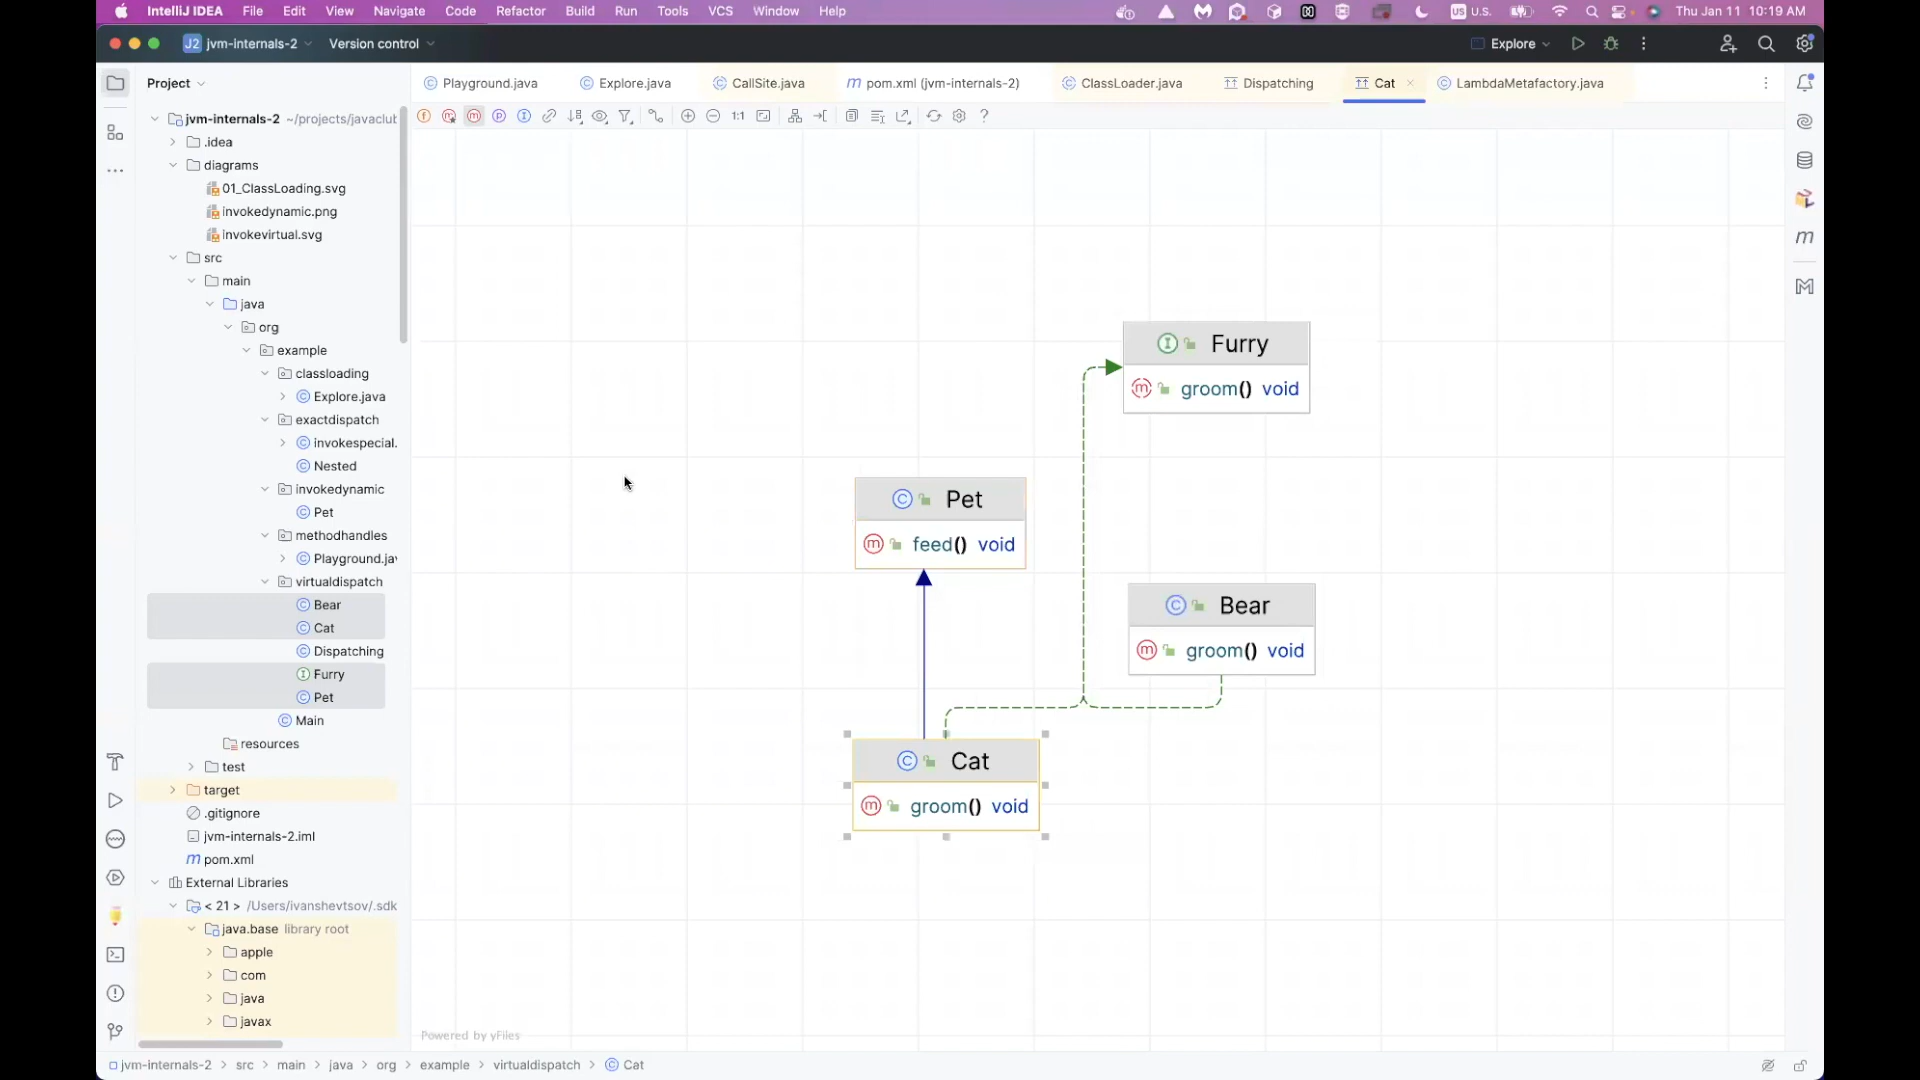 IntelliJ IDEA File Edit View Navigate Code Refactor Build Run Tools VCS Window Help U.S. Thu Jan 11 10:19 AM
J2 jvm-internals-2 Version control Explore
Project Playground.java Explore.java CallSite.java pom.xml (jvm-internals-2) ClassLoader.java Dispatching Cat LambdaMetafactory.java
1:1 ?
jvm-internals-2 ~/projects/javaclub
.idea
diagrams
01_ClassLoading.svg
invokedynamic.png
invokevirtual.svg
src
main
java
org
example
classloading
Explore.java
exactdispatch
invokespecial.
Nested
invokedynamic
Pet
methodhandles
Playground.jav
virtualdispatch
Bear
Cat
Dispatching
Furry
Pet
Main
resources
test
target
.gitignore
jvm-internals-2.iml
pom.xml
External Libraries
< 21 > /Users/ivanshevtsov/.sdk
java.base library root
apple
com
java
javax
Furry
groom() void
Pet
feed() void
Bear
groom() void
Cat
groom() void
Powered by yFiles
jvm-internals-2 src main java org example virtualdispatch Cat